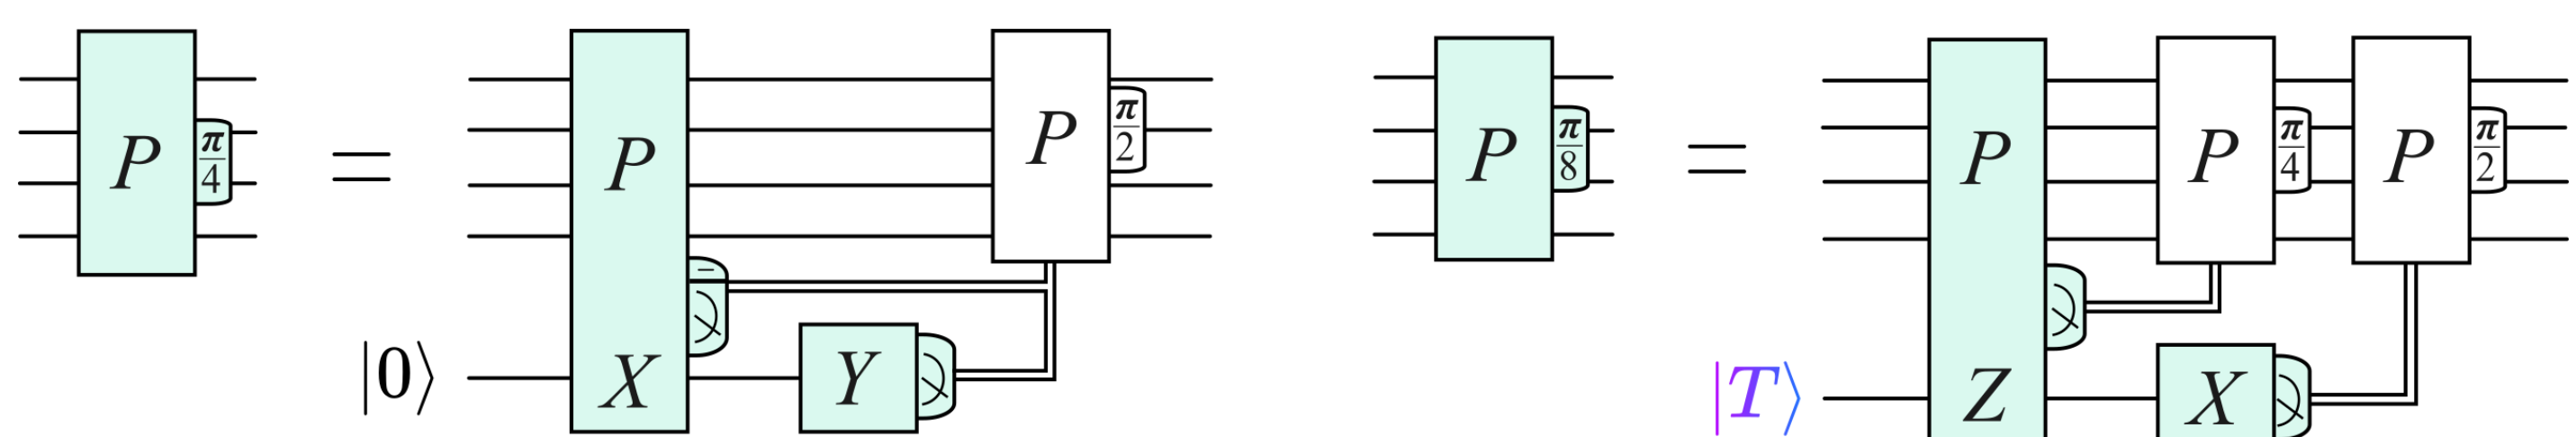 P π/4 = P X − |0⟩ Y P π/2
P π/8 = P Z |T⟩ X P π/4 P π/2